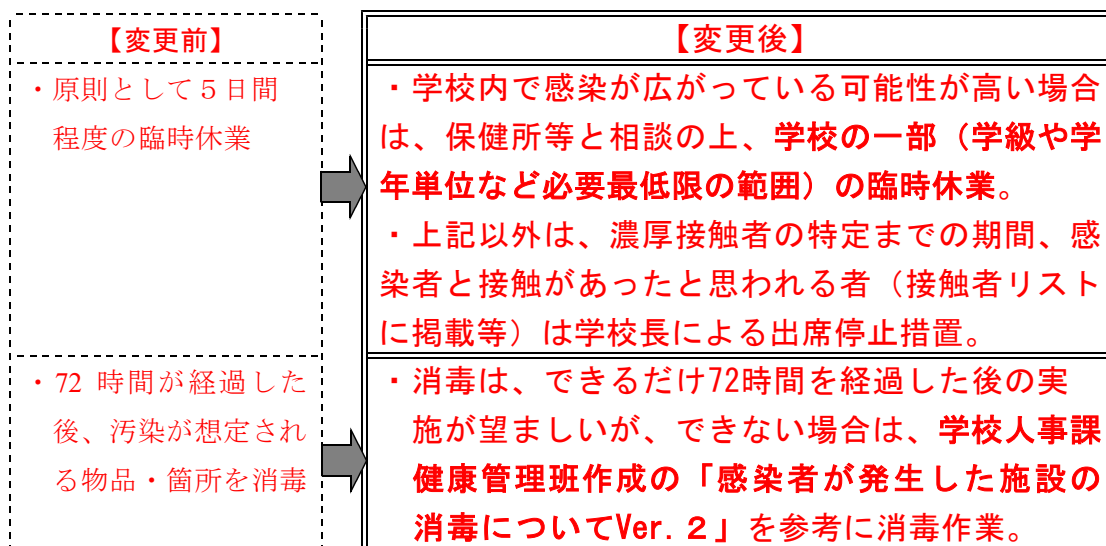 【変更前】
・原則として５日間
程度の臨時休業
【変更後】
・学校内で感染が広がっている可能性が高い場合
は、保健所等と相談の上、学校の一部（学級や学
年単位など必要最低限の範囲）の臨時休業。
・上記以外は、濃厚接触者の特定までの期間、感
染者と接触があったと思われる者（接触者リスト
に掲載等）は学校長による出席停止措置。
・72 時間が経過した
後、汚染が想定され
る物品・箇所を消毒
・消毒は、できるだけ72時間を経過した後の実
施が望ましいが、できない場合は、学校人事課
健康管理班作成の「感染者が発生した施設の
消毒についてVer.２」を参考に消毒作業。